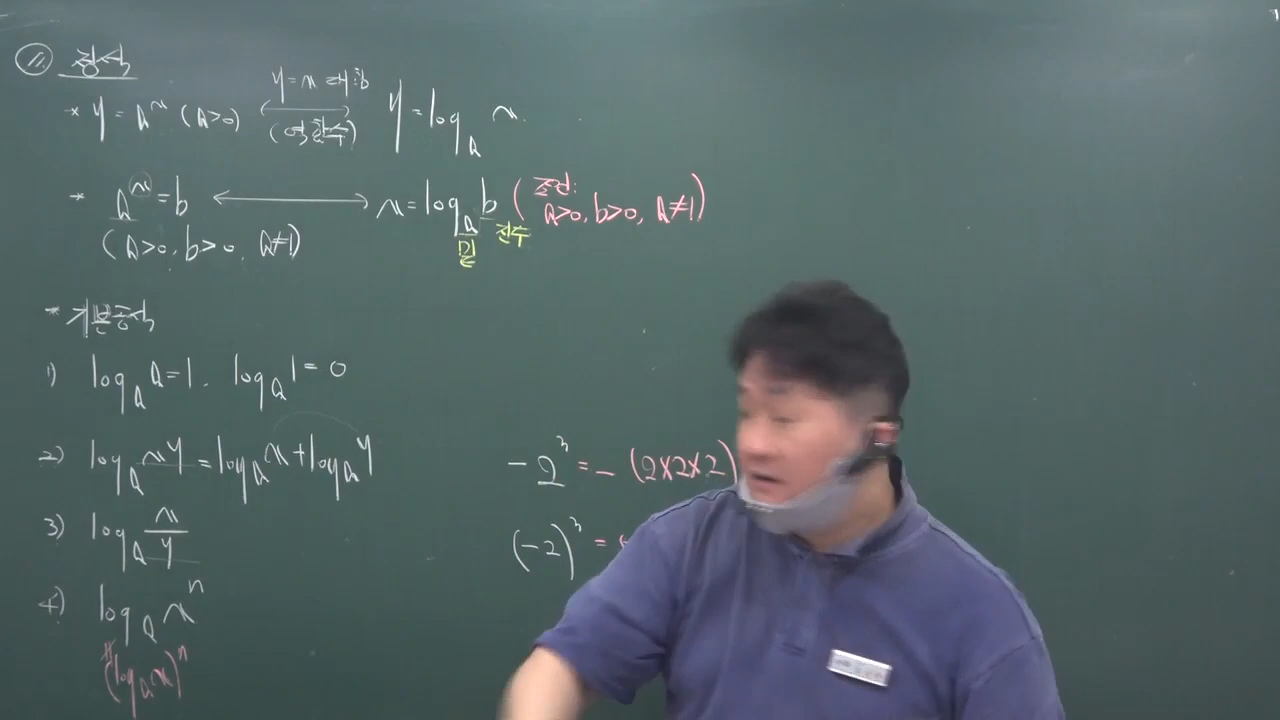 11 정식
* y = a^x (a>0) y=x 대칭 (역함수) y = log_a x
* a^x = b ⟷ x = log_a b (조건: a>0, b>0, a≠1)
(a>0, b>0, a≠1) 밑 진수
* 기본공식
1) log_a a = 1. log_a 1 = 0
2) log_a xy = log_a x + log_a y
-2^3 = - (2×2×2)
3) log_a x/y
(-2)^3 =
4) log_a x^n
≠ (log_a x)^n